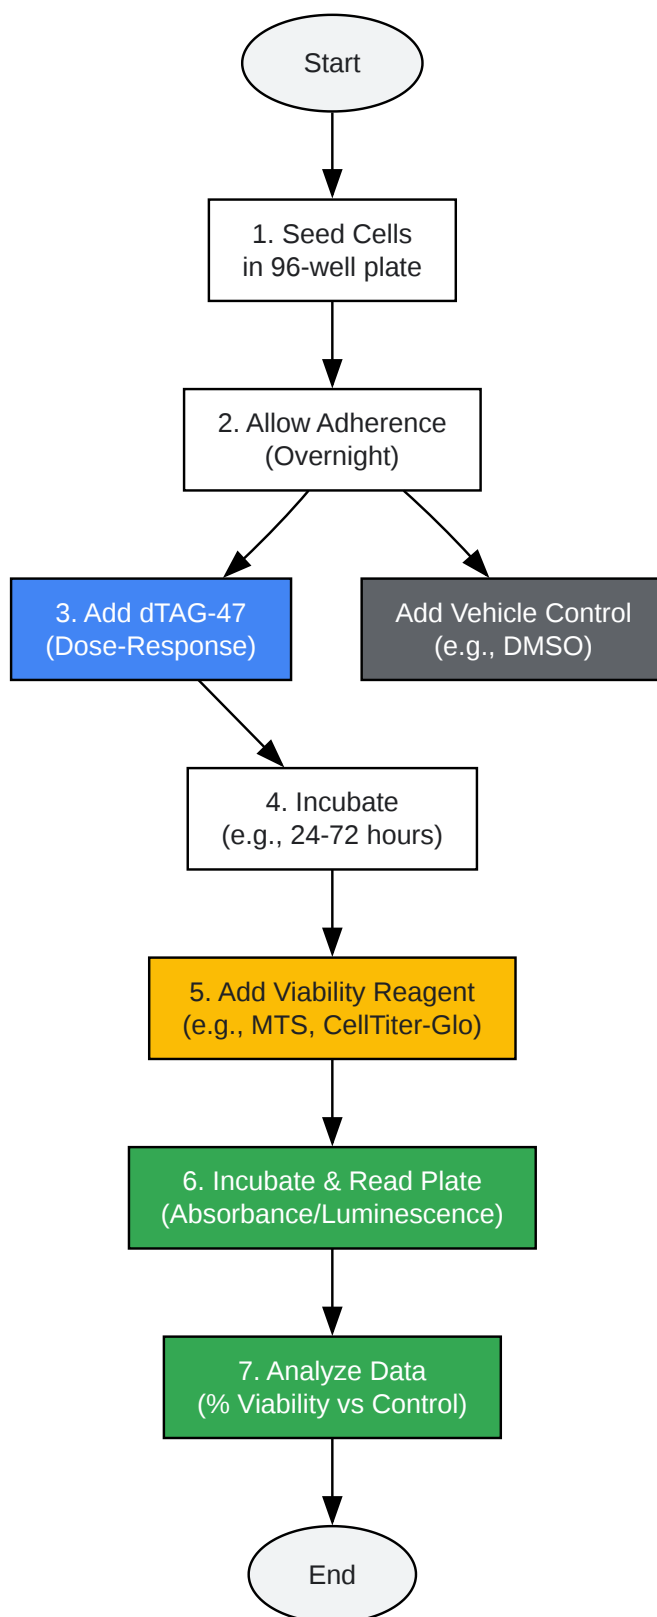 Start
1. Seed Cells
in 96-well plate
2. Allow Adherence
(Overnight)
3. Add dTAG-47
(Dose-Response)
Add Vehicle Control
(e.g., DMSO)
4. Incubate
(e.g., 24-72 hours)
5. Add Viability Reagent
(e.g., MTS, CellTiter-Glo)
6. Incubate & Read Plate
(Absorbance/Luminescence)
7. Analyze Data
(% Viability vs Control)
End